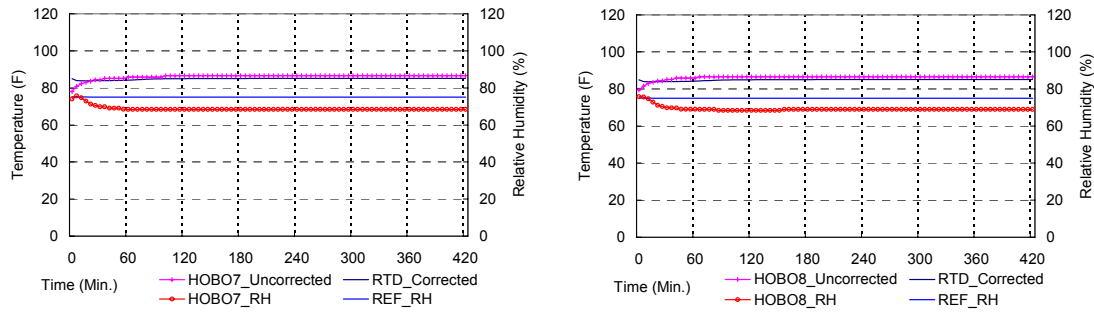 120
100
80
60
40
20
0
Temperature (F)
120
100
80
60
40
20
0
Relative Humidity (%)
0 60 120 180 240 300 360 420
Time (Min.)
HOBO7_Uncorrected RTD_Corrected
HOBO7_RH REF_RH
120
100
80
60
40
20
0
Temperature (F)
120
100
80
60
40
20
0
Relative Humidity (%)
0 60 120 180 240 300 360 420
Time (Min.)
HOBO8_Uncorrected RTD_Corrected
HOBO8_RH REF_RH